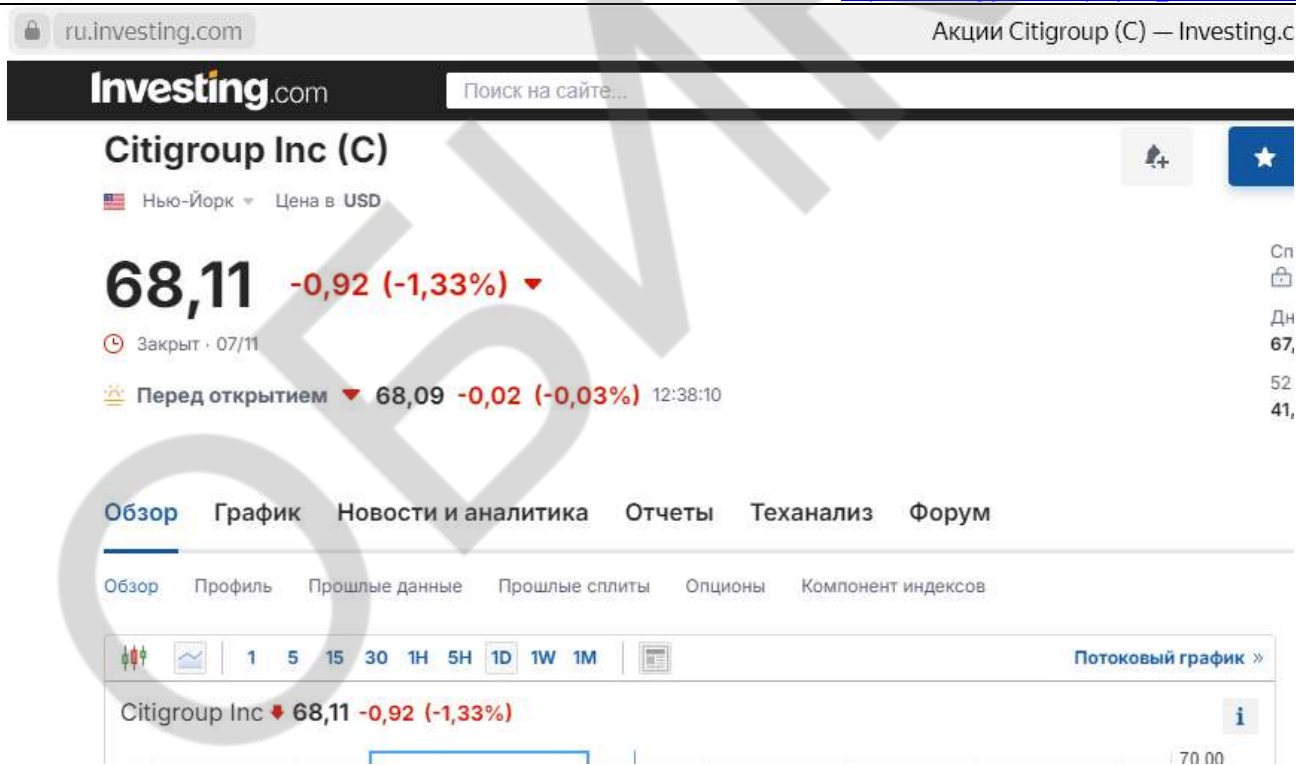 ru.investing.com Акции Citigroup (C) — Investing.c
Investing.com Поиск на сайте...
Citigroup Inc (C)
Нью-Йорк Цена в USD
68,11 -0,92 (-1,33%)
Сп
Закрыт · 07/11
Дн
67,
Перед открытием 68,09 -0,02 (-0,03%) 12:38:10
52
41,
Обзор График Новости и аналитика Отчеты Теханализ Форум
Обзор Профиль Прошлые данные Прошлые сплиты Опционы Компонент индексов
1 5 15 30 1H 5H 1D 1W 1M Потоковый график »
Citigroup Inc 68,11 -0,92 (-1,33%) i
70.00